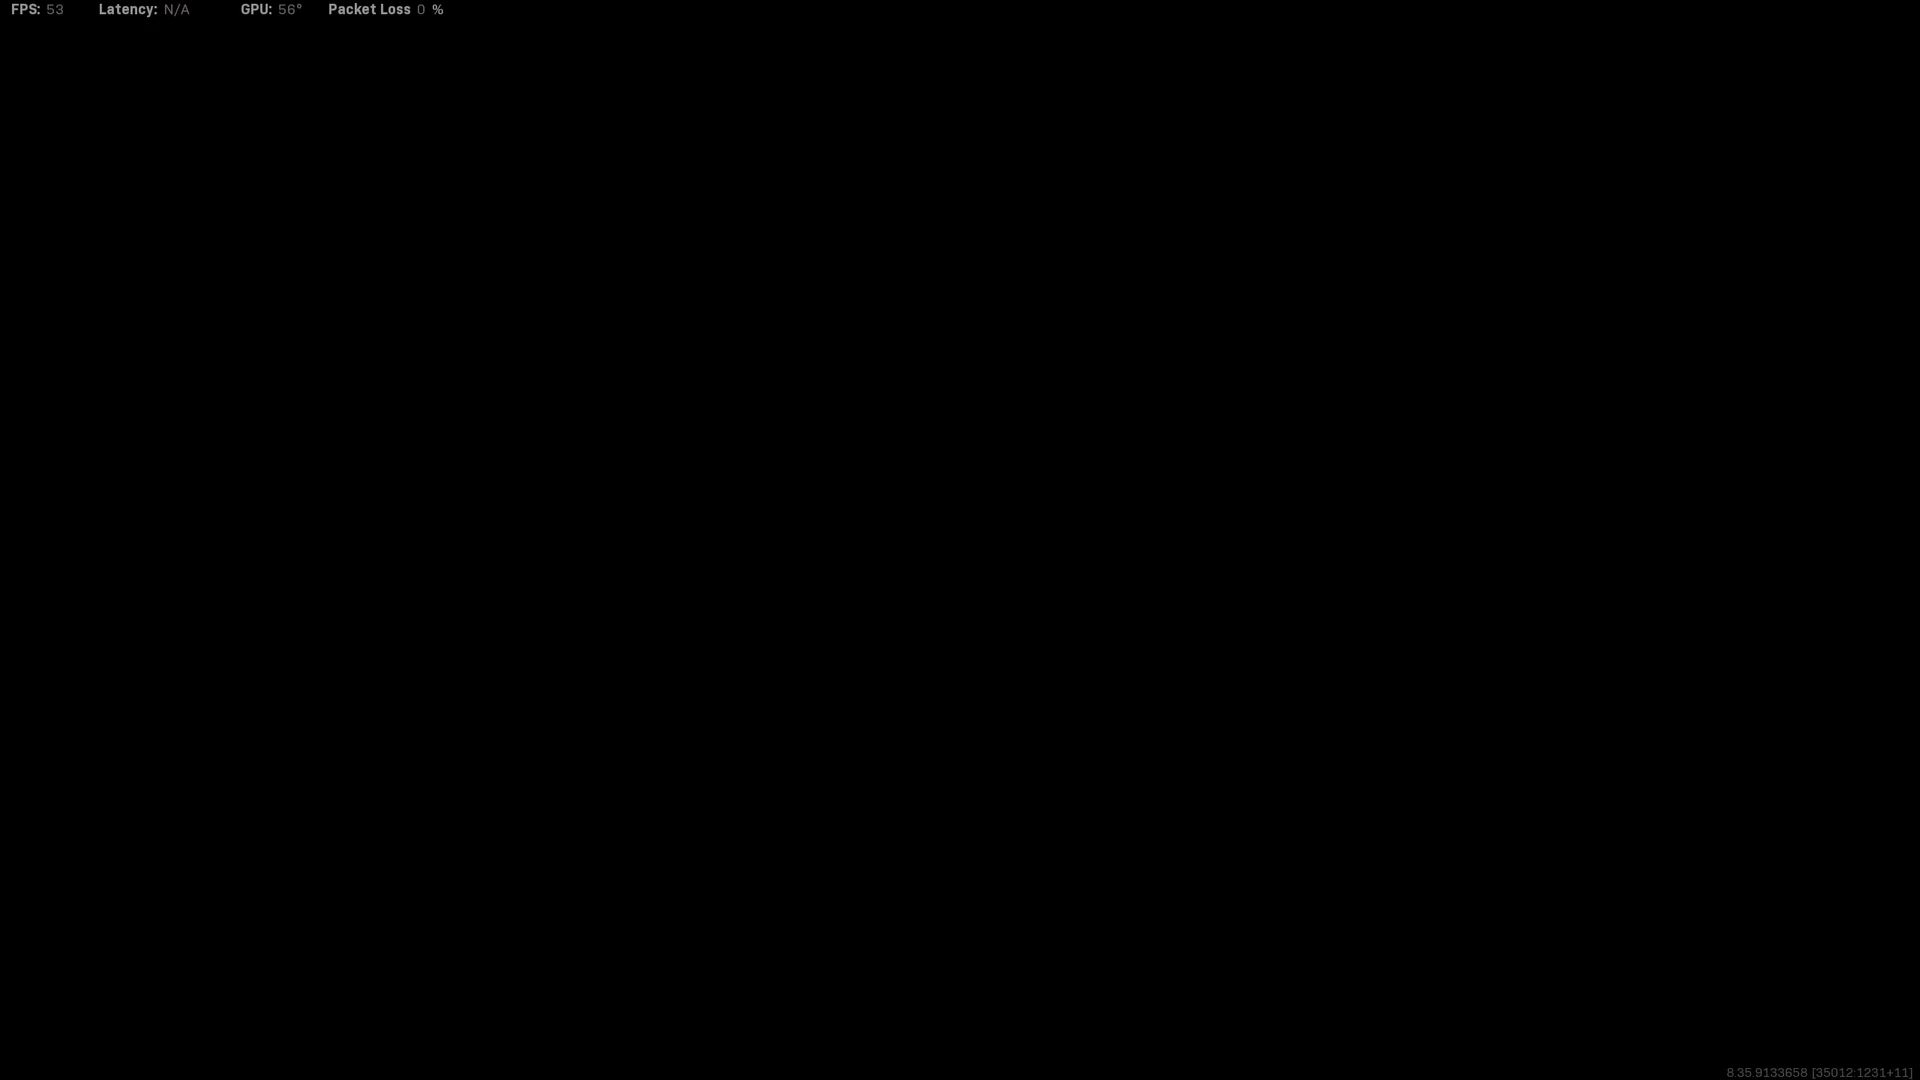 FPS: 53 Latency: N/A GPU: 56° Packet Loss 0 %
8.35.9133658 [35012:1231+11]